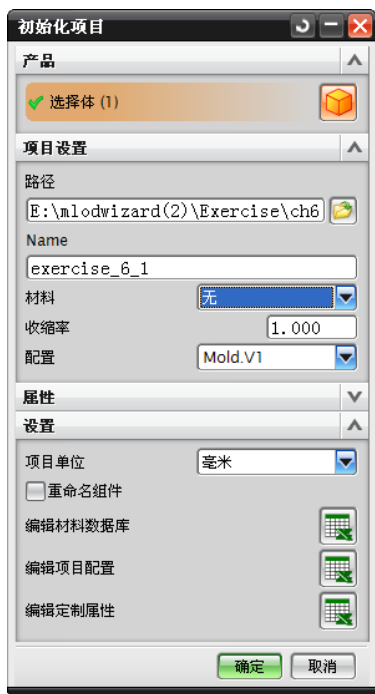 初始化项目
产品
选择体 (1)
项目设置
路径
E:\mlodwizard(2)\Exercise\ch6
Name
exercise_6_1
材料 无
收缩率 1.000
配置 Mold.V1
属性
设置
项目单位 毫米
重命名组件
编辑材料数据库
编辑项目配置
编辑定制属性
确定 取消